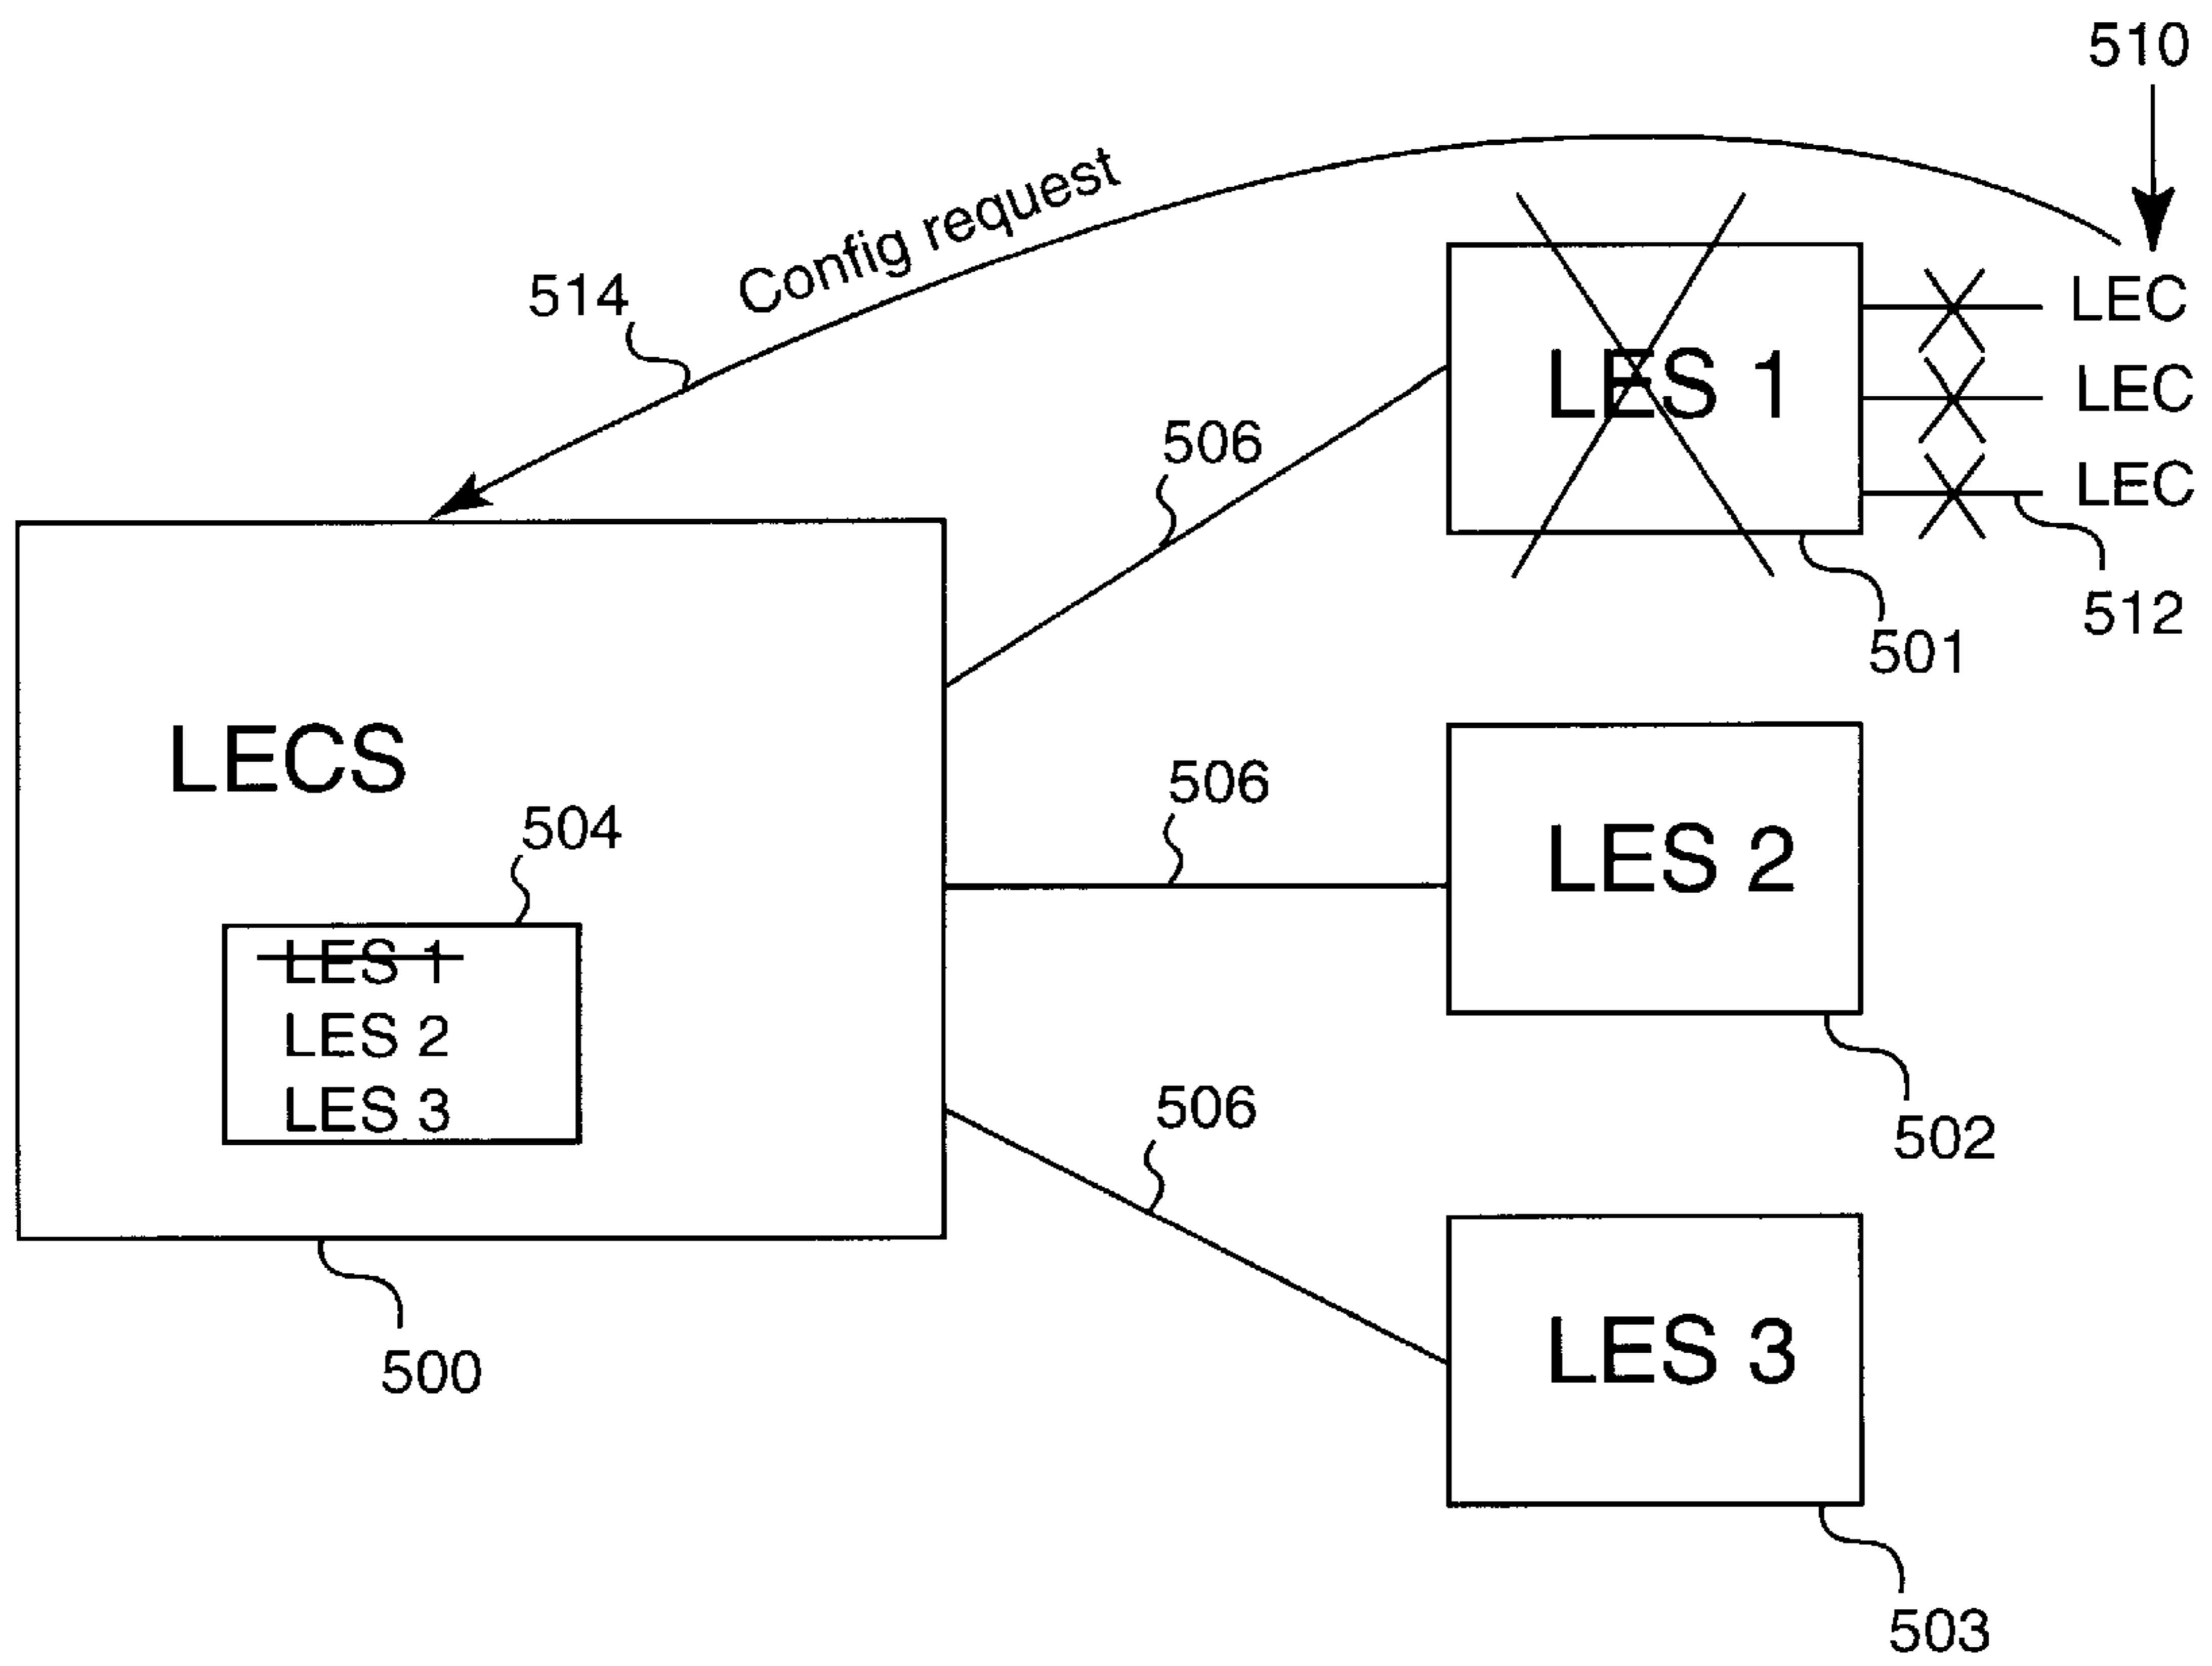 510
Config request
514
LEC
LES 1
LEC
506
LEC
512
501
LECS
506
LES 2
504
LES 1
LES 2
LES 3
506
502
LES 3
500
503